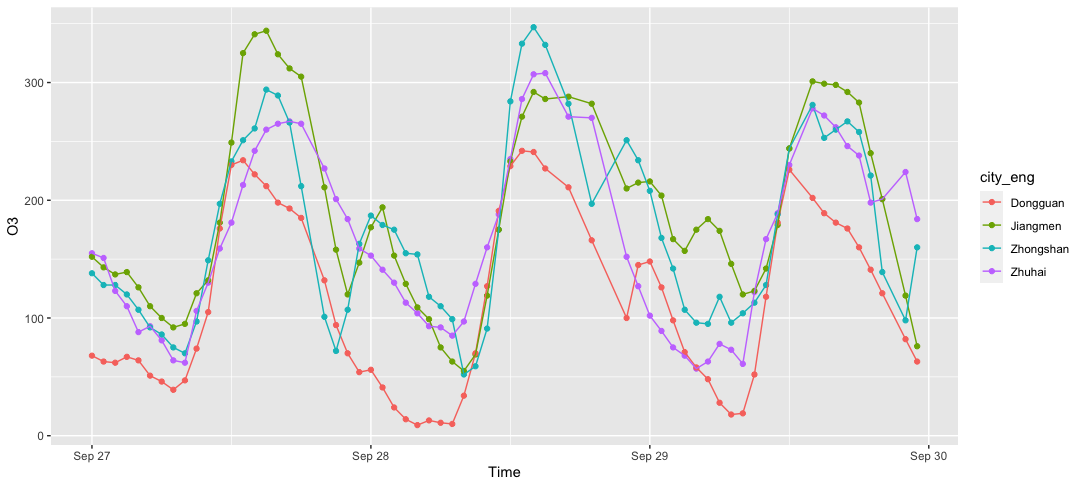 O3
300
200
100
0
Sep 27
Sep 28
Sep 29
Sep 30
Time
city_eng
Dongguan
Jiangmen
Zhongshan
Zhuhai